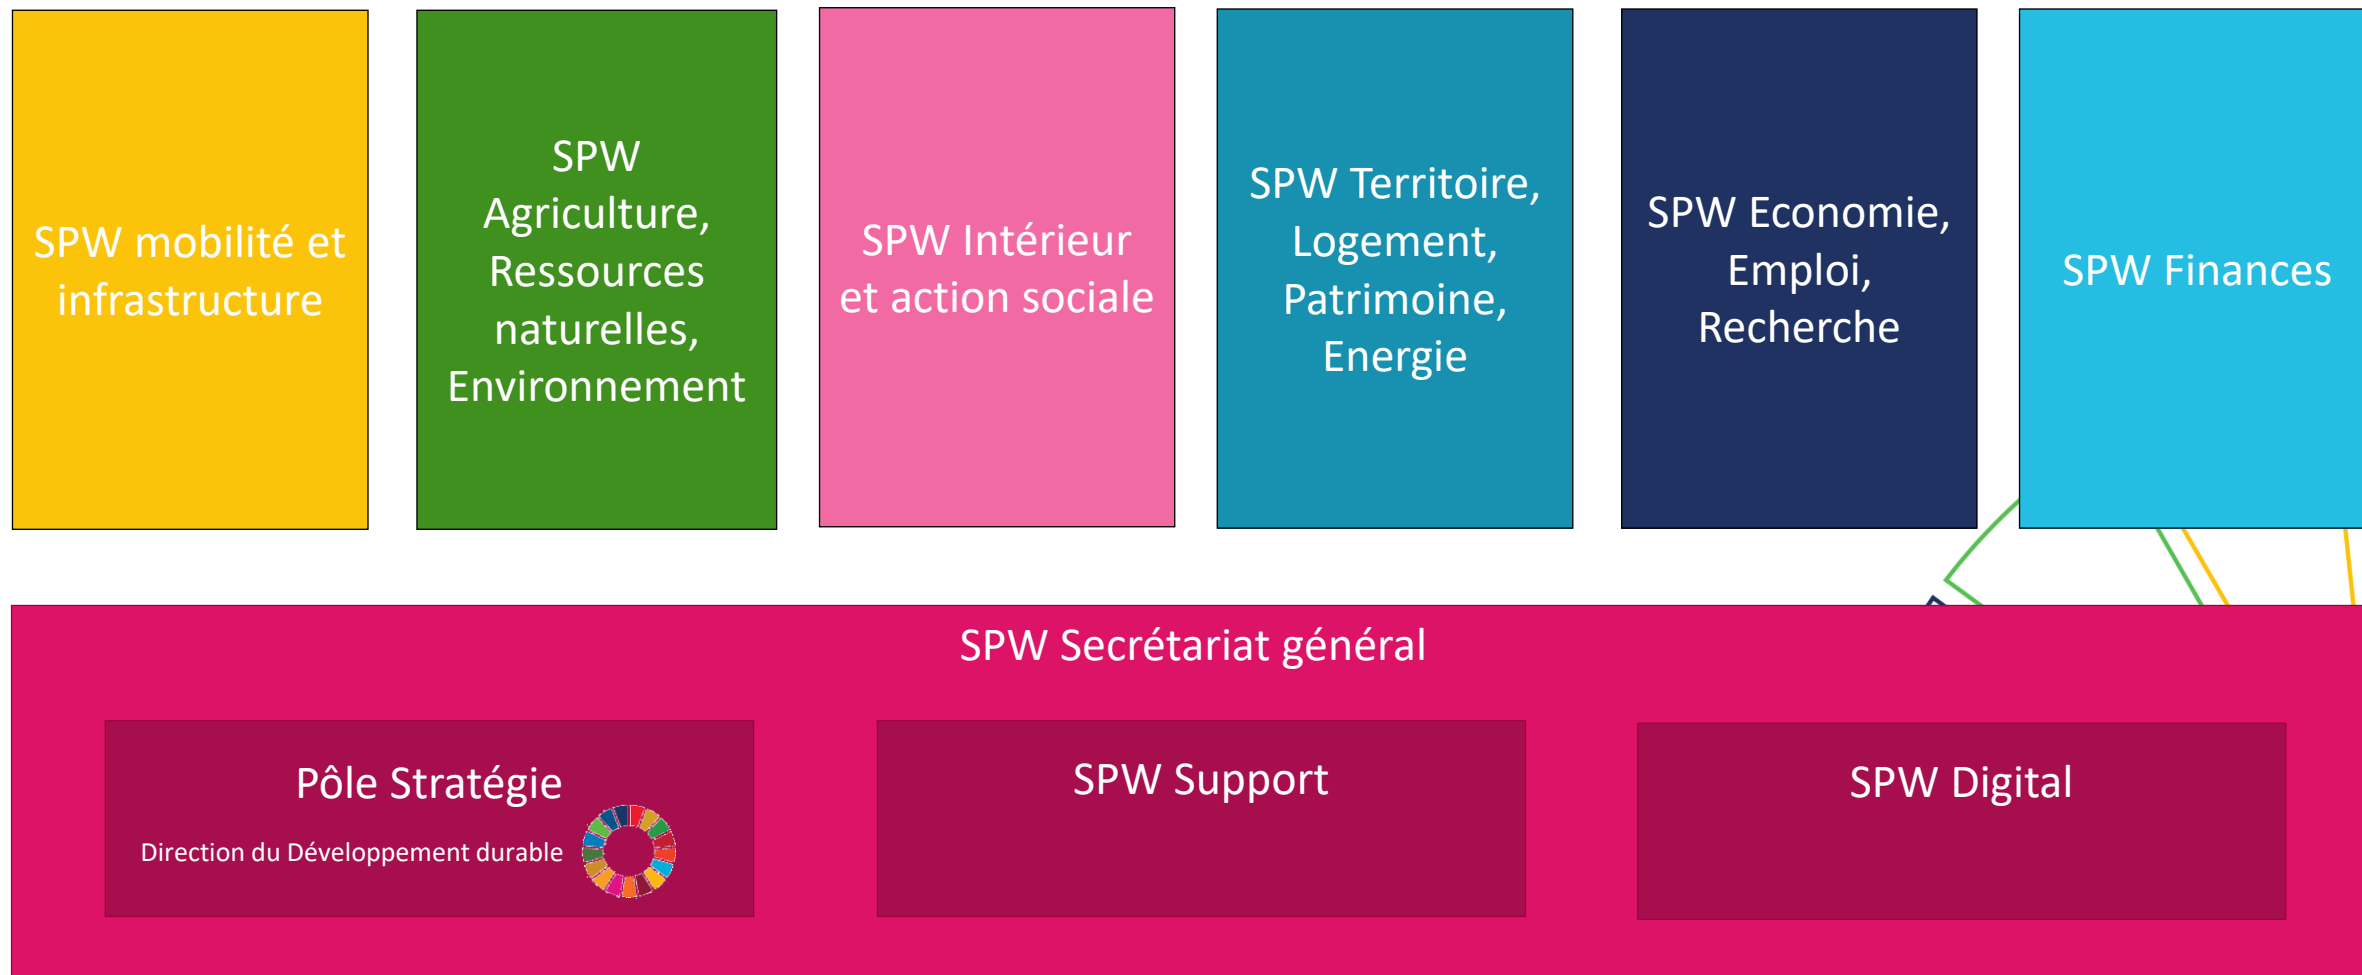 SPW mobilité et
infrastructure
SPW
Agriculture,
Ressources
naturelles,
Environnement
SPW Intérieur
et action sociale
SPW Territoire,
Logement,
Patrimoine,
Energie
SPW Economie,
Emploi,
Recherche
SPW Finances
SPW Secrétariat général
Pôle Stratégie
Direction du Développement durable
SPW Support
SPW Digital